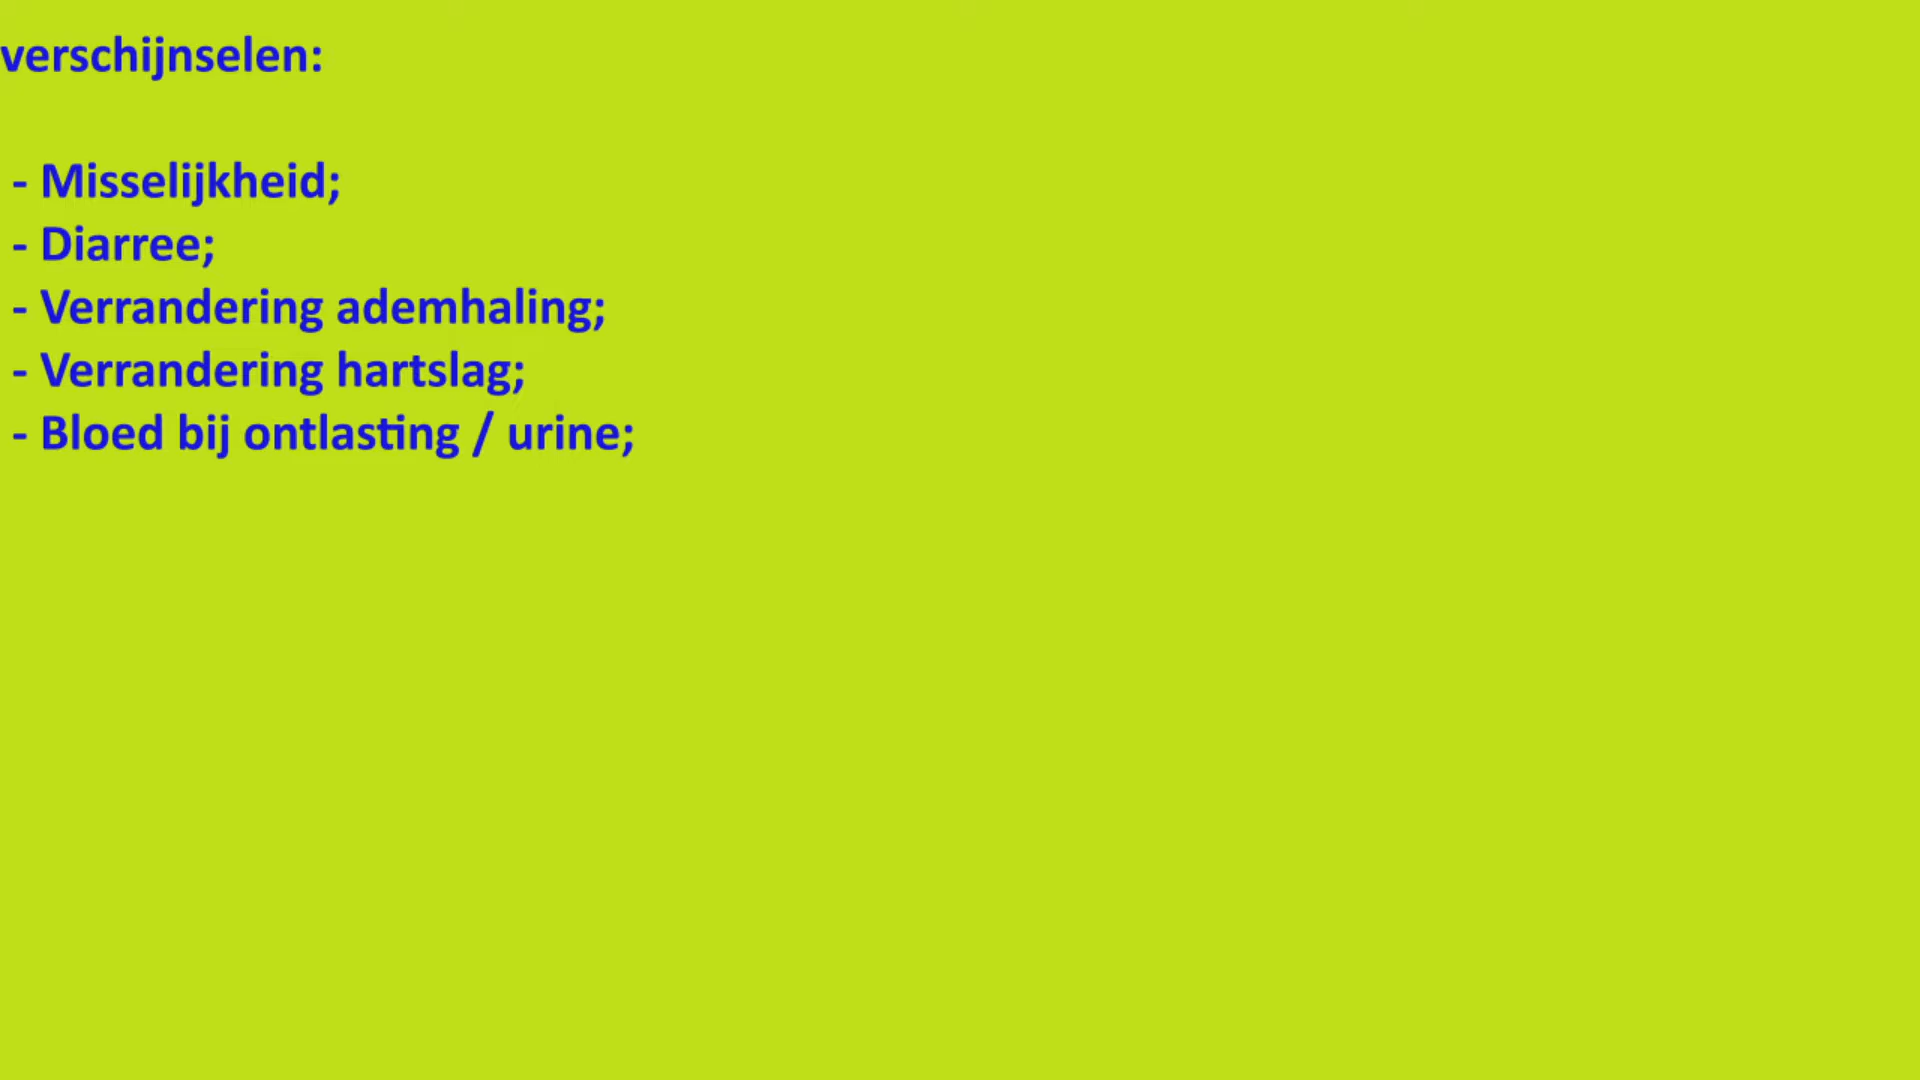 verschijnselen:
- Misselijkheid;
- Diarree;
- Verrandering ademhaling;
- Verrandering hartslag;
- Bloed bij ontlasting / urine;